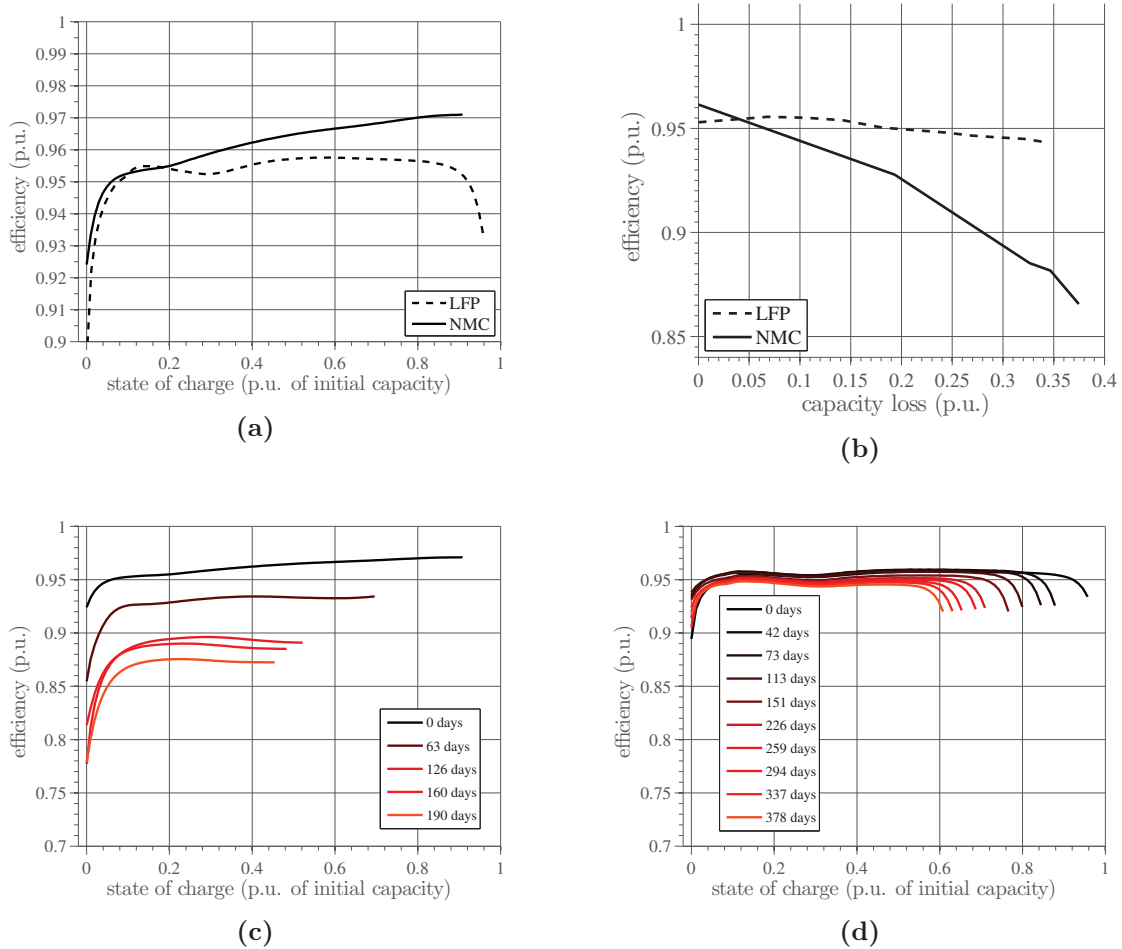 1
0.99
0.98
0.97
0.96
0.95
0.94
0.93
0.92
0.91
0.9
efficiency (p.u.)
LFP
NMC
0 0.2 0.4 0.6 0.8 1
state of charge (p.u. of initial capacity)
(a)
1
0.95
0.9
0.85
efficiency (p.u.)
LFP
NMC
0 0.05 0.1 0.15 0.2 0.25 0.3 0.35 0.4
capacity loss (p.u.)
(b)
1
0.95
0.9
0.85
0.8
0.75
0.7
efficiency (p.u.)
0 days
63 days
126 days
160 days
190 days
0 0.2 0.4 0.6 0.8 1
state of charge (p.u. of initial capacity)
(c)
1
0.95
0.9
0.85
0.8
0.75
0.7
efficiency (p.u.)
0 days
42 days
73 days
113 days
151 days
226 days
259 days
294 days
337 days
378 days
0 0.2 0.4 0.6 0.8 1
state of charge (p.u. of initial capacity)
(d)